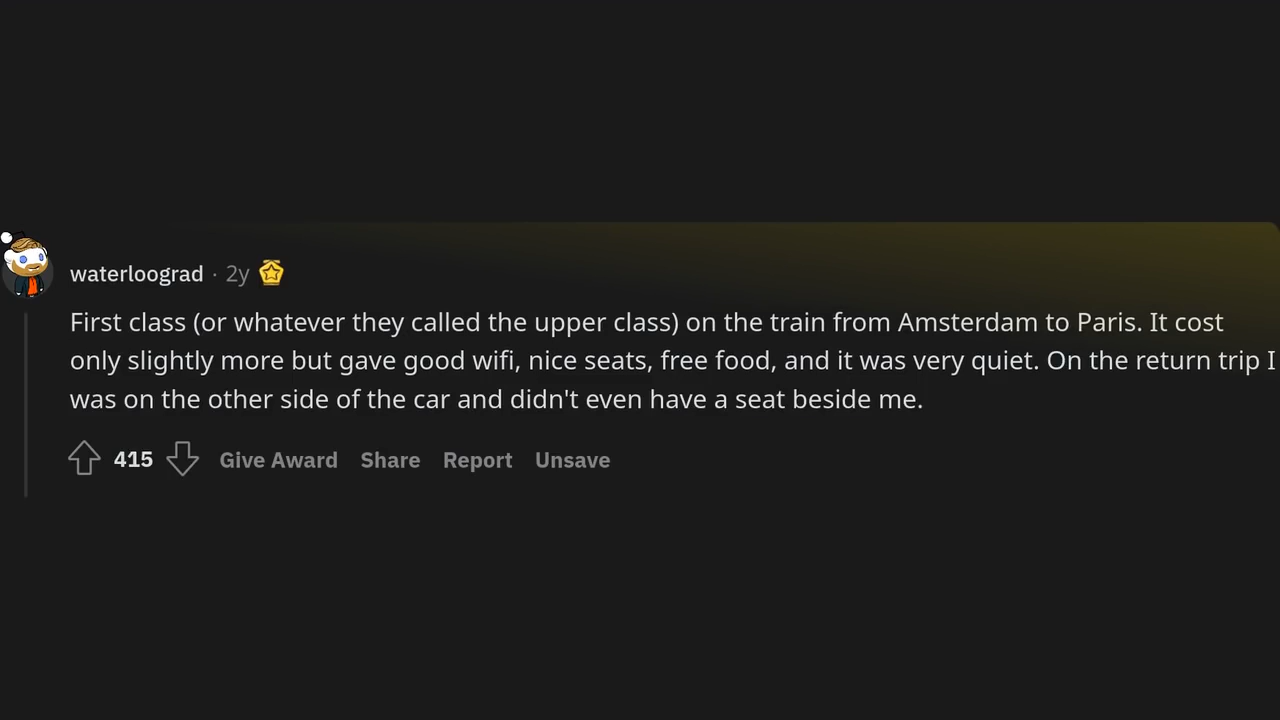 waterloograd · 2y
First class (or whatever they called the upper class) on the train from Amsterdam to Paris. It cost
only slightly more but gave good wifi, nice seats, free food, and it was very quiet. On the return trip I
was on the other side of the car and didn't even have a seat beside me.
415 Give Award Share Report Unsave